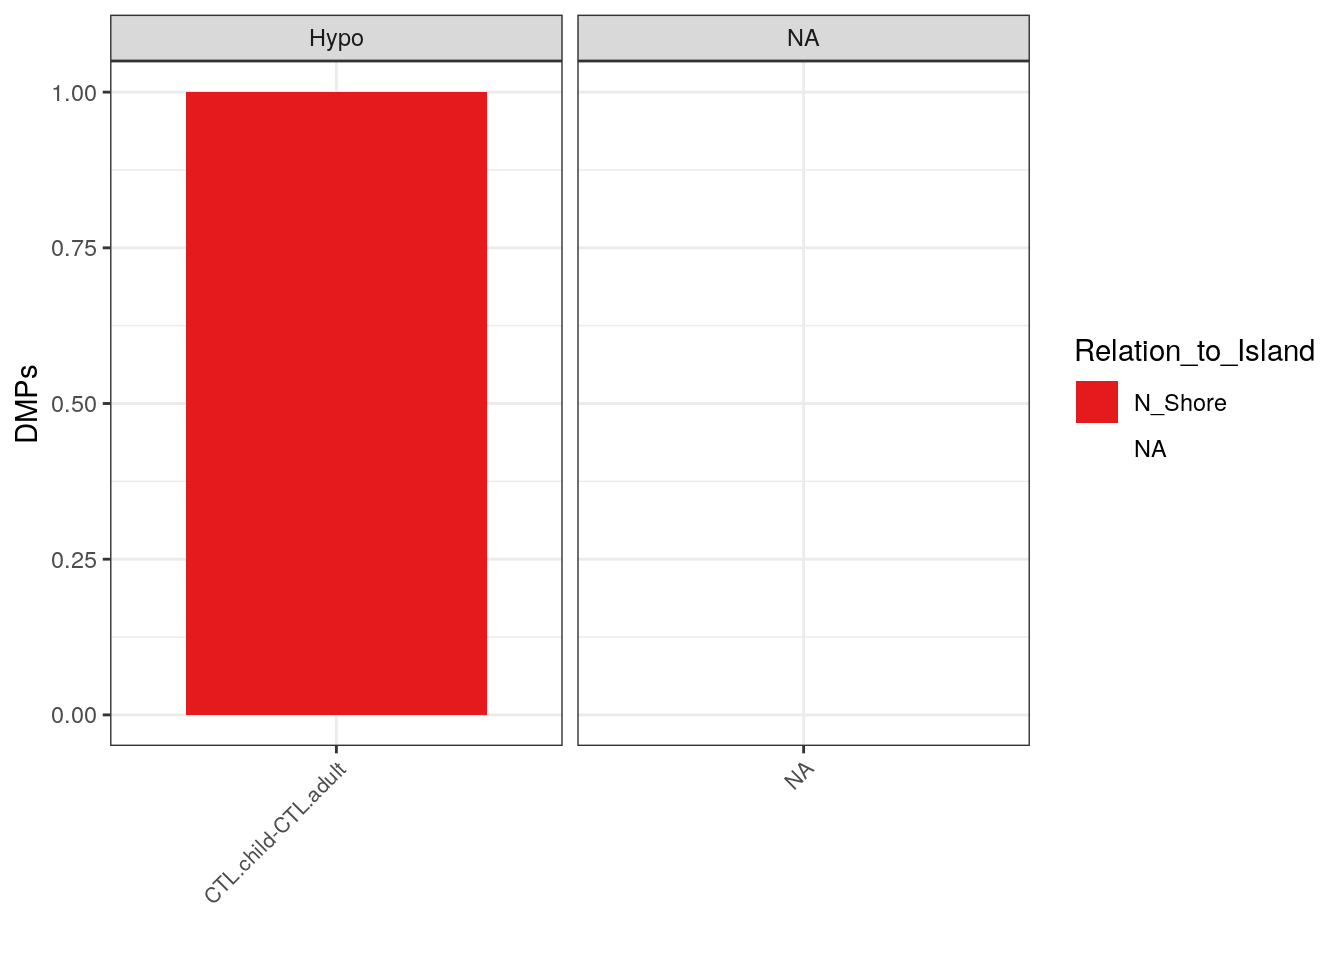 Hypo
NA
1.00
0.75
0.50
0.25
0.00
DMPs
CTL.child-CTL.adult
NA
Relation_to_Island
N_Shore
NA